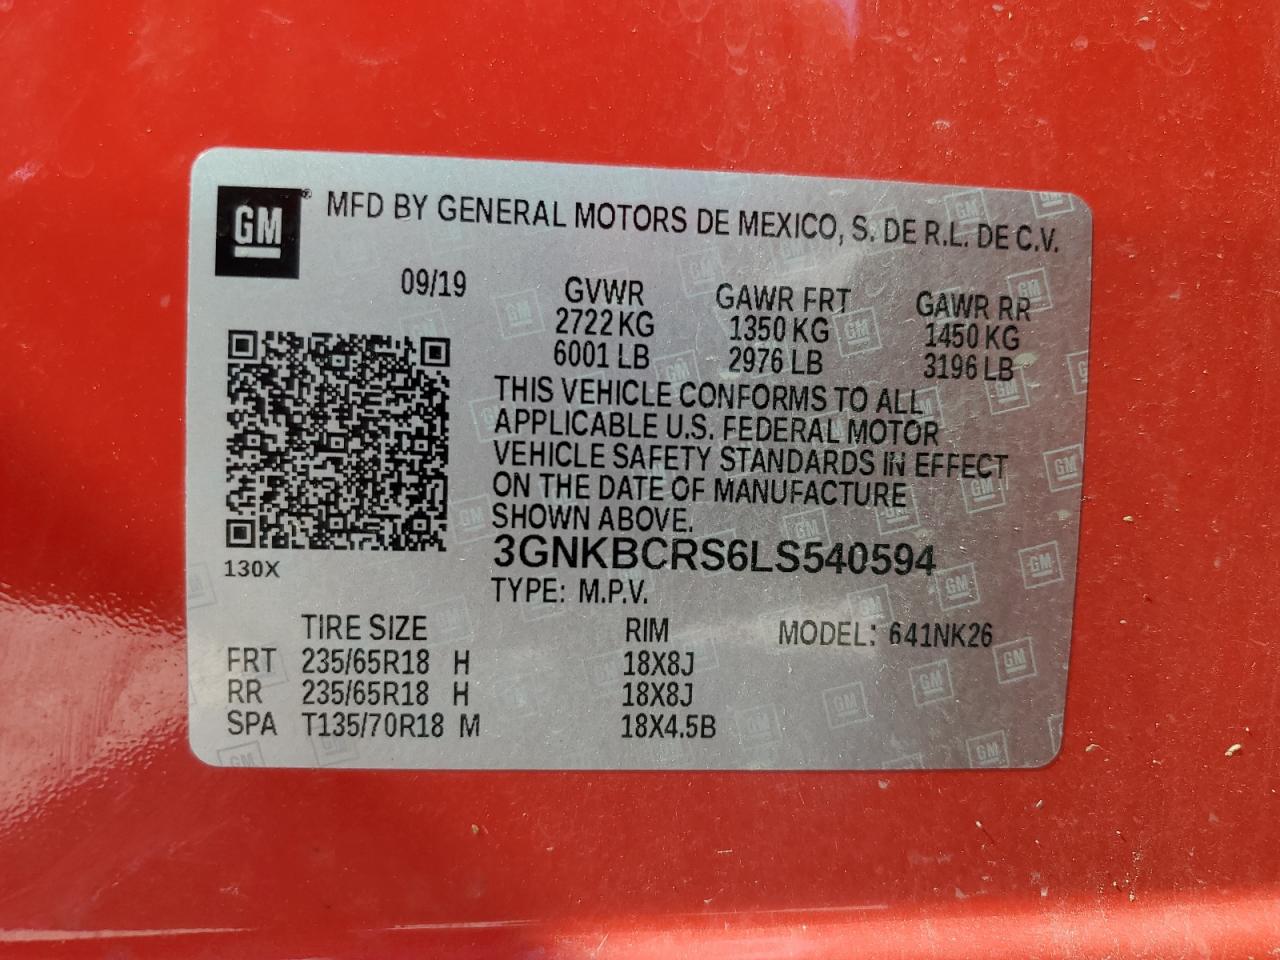 GM ® MFD BY GENERAL MOTORS DE MEXICO, S. DE R.L. DE C.V.
09/19 GVWR GAWR FRT GAWR RR
2722 KG 1350 KG 1450 KG
6001 LB 2976 LB 3196 LB
THIS VEHICLE CONFORMS TO ALL
APPLICABLE U.S. FEDERAL MOTOR
VEHICLE SAFETY STANDARDS IN EFFECT
ON THE DATE OF MANUFACTURE
SHOWN ABOVE.
3GNKBCRS6LS540594
130X
TYPE: M.P.V.
TIRE SIZE RIM MODEL: 641NK26
FRT 235/65R18 H 18X8J
RR 235/65R18 H 18X8J
SPA T135/70R18 M 18X4.5B